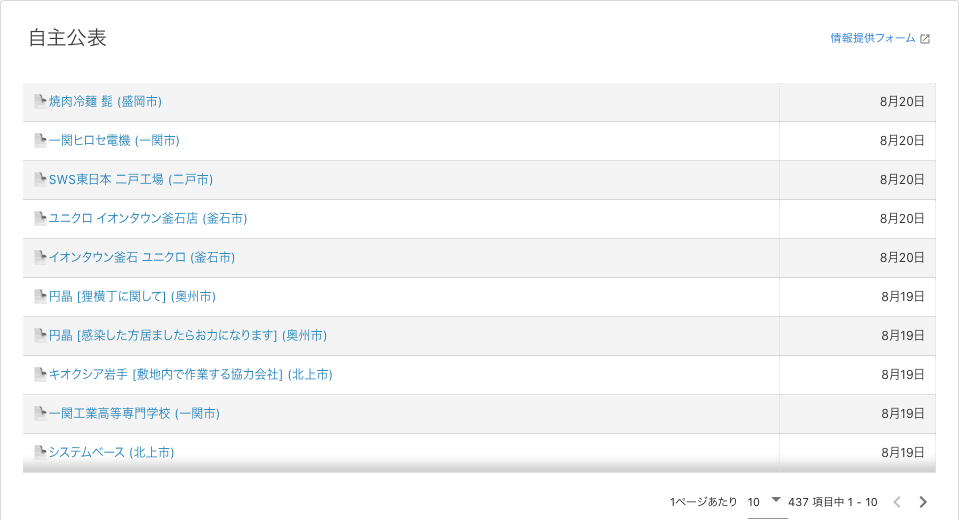 自主公表
情報提供フォーム
焼肉冷麺 髭 (盛岡市) 8月20日
一関ヒロセ電機 (一関市) 8月20日
SWS東日本 二戸工場 (二戸市) 8月20日
ユニクロ イオンタウン釜石店 (釜石市) 8月20日
イオンタウン釜石 ユニクロ (釜石市) 8月20日
円晶 [狸横丁に関して] (奥州市) 8月19日
円晶 [感染した方居ましたらお力になります] (奥州市) 8月19日
キオクシア岩手 [敷地内で作業する協力会社] (北上市) 8月19日
一関工業高等専門学校 (一関市) 8月19日
システムベース (北上市) 8月19日
1ページあたり 10 437 項目中 1 - 10